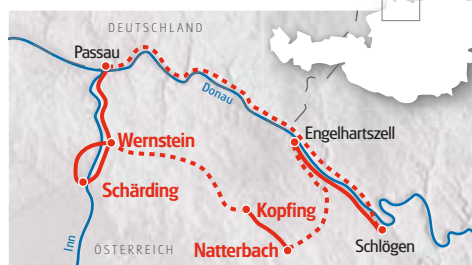 DEUTSCHLAND
Passau
Donau
Wernstein
Engelhartszell
Schärding
Kopfing
Inn
ÖSTERREICH
Natterbach
Schlögen